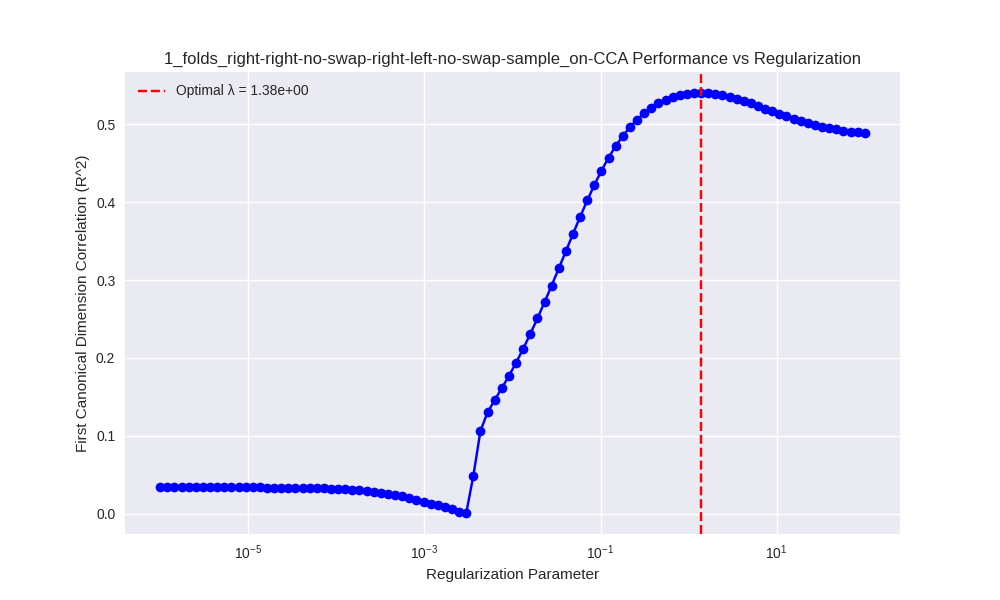 1_folds_right-right-no-swap-right-left-no-swap-sample_on-CCA Performance vs Regularization
Optimal λ = 1.38e+00
First Canonical Dimension Correlation (R^2)
0.5
0.4
0.3
0.2
0.1
0.0
10⁻⁵
10⁻³
10⁻¹
10¹
Regularization Parameter